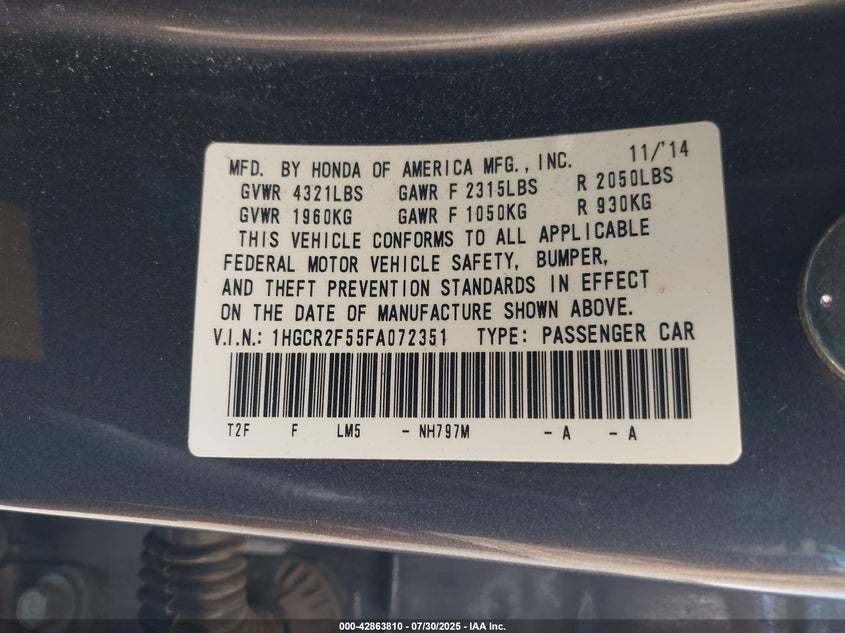 MFD. BY HONDA OF AMERICA MFG., INC. 11/'14
GVWR 4321LBS GAWR F 2315LBS R 2050LBS
GVWR 1960KG GAWR F 1050KG R 930KG
THIS VEHICLE CONFORMS TO ALL APPLICABLE
FEDERAL MOTOR VEHICLE SAFETY, BUMPER,
AND THEFT PREVENTION STANDARDS IN EFFECT
ON THE DATE OF MANUFACTURE SHOWN ABOVE.
V.I.N.: 1HGCR2F55FA072351 TYPE: PASSENGER CAR
T2F F LM5 - NH797M - A - A
000-42863810 - 07/30/2025 - IAA Inc.